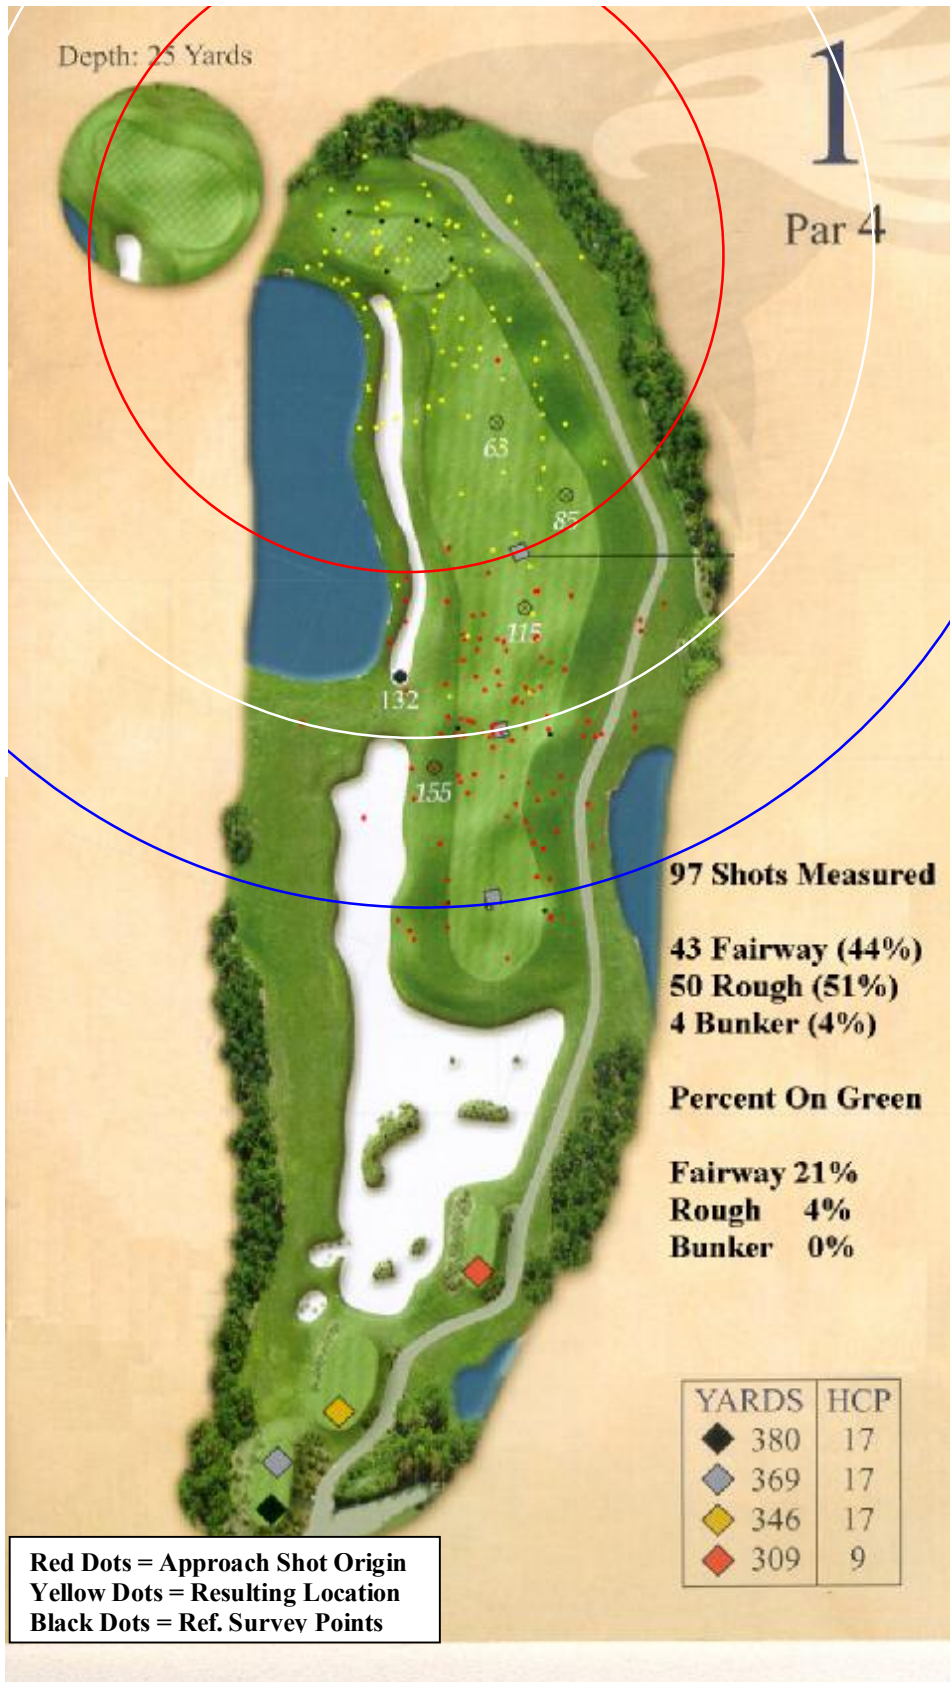 Depth: 25 Yards
1
Par 4
63
85
115
132
155
97 Shots Measured
43 Fairway (44%)
50 Rough (51%)
4 Bunker (4%)
Percent On Green
Fairway 21%
Rough 4%
Bunker 0%
YARDS HCP
380 17
369 17
346 17
309 9
Red Dots = Approach Shot Origin
Yellow Dots = Resulting Location
Black Dots = Ref. Survey Points